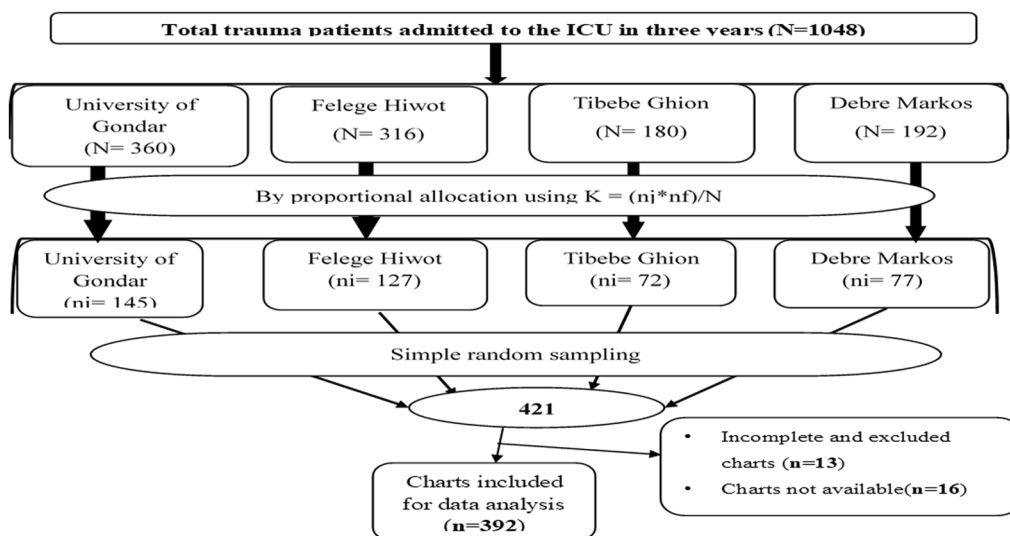 Total trauma patients admitted to the ICU in three years (N=1048)
University of
Gondar
(N= 360)
Felege Hiwot
(N= 316)
Tibebe Ghion
(N= 180)
Debre Markos
(N= 192)
By proportional allocation using K = (nj*nf)/N
University of
Gondar
(ni= 145)
Felege Hiwot
(ni= 127)
Tibebe Ghion
(ni= 72)
Debre Markos
(ni= 77)
Simple random sampling
421
• Incomplete and excluded
charts (n=13)
• Charts not available(n=16)
Charts included
for data analysis
(n=392)